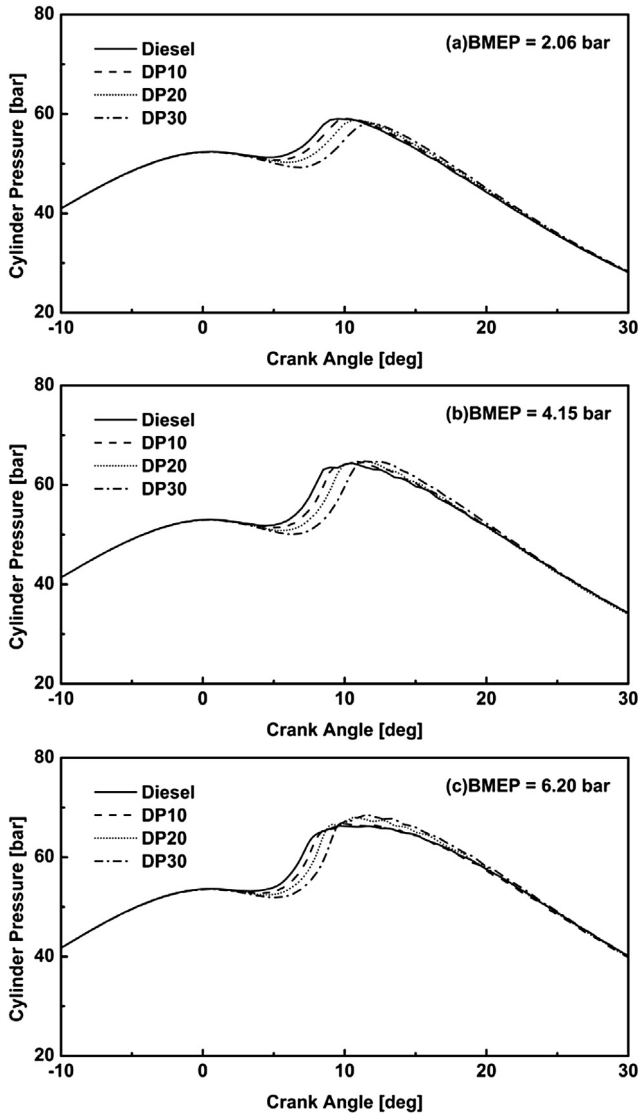 80
60
40
20
Cylinder Pressure [bar]
Diesel
DP10
DP20
DP30
(a)BMEP = 2.06 bar
-10 0 10 20 30
Crank Angle [deg]
80
60
40
20
Cylinder Pressure [bar]
Diesel
DP10
DP20
DP30
(b)BMEP = 4.15 bar
-10 0 10 20 30
Crank Angle [deg]
80
60
40
20
Cylinder Pressure [bar]
Diesel
DP10
DP20
DP30
(c)BMEP = 6.20 bar
-10 0 10 20 30
Crank Angle [deg]